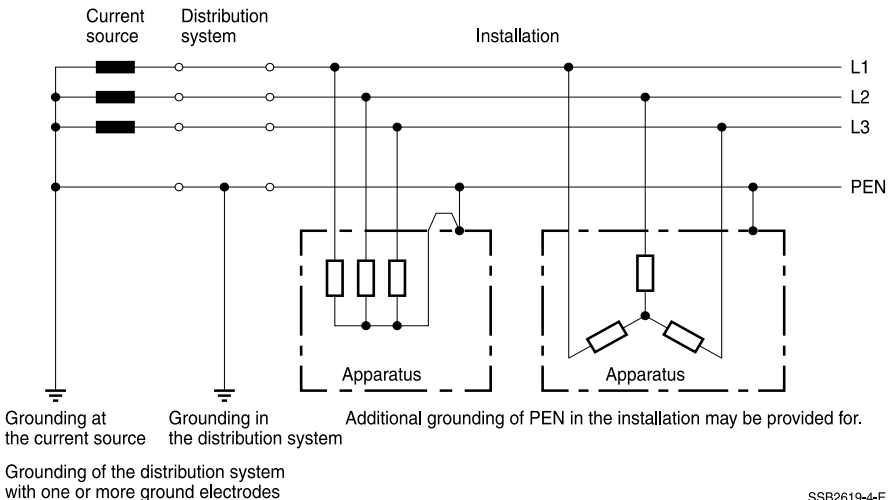 Current source
Distribution system
Installation
L1
L2
L3
PEN
Apparatus
Apparatus
Grounding at
the current source
Grounding in
the distribution system
Additional grounding of PEN in the installation may be provided for.
Grounding of the distribution system
with one or more ground electrodes
SSB2619-4-E